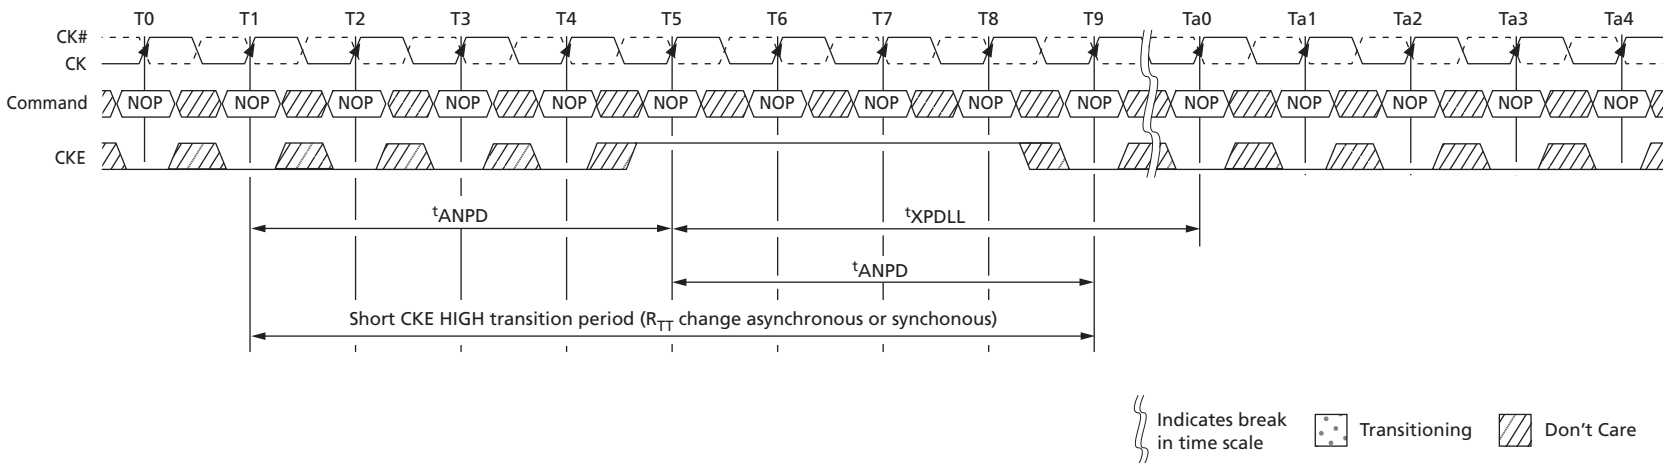 T0 T1 T2 T3 T4 T5 T6 T7 T8 T9 Ta0 Ta1 Ta2 Ta3 Ta4
CK#
CK
Command NOP NOP NOP NOP NOP NOP NOP NOP NOP NOP NOP NOP NOP NOP NOP
CKE
tANPD tXPDLL
tANPD
Short CKE HIGH transition period (RTT change asynchronous or synchonous)
Indicates break
in time scale
Transitioning
Don't Care